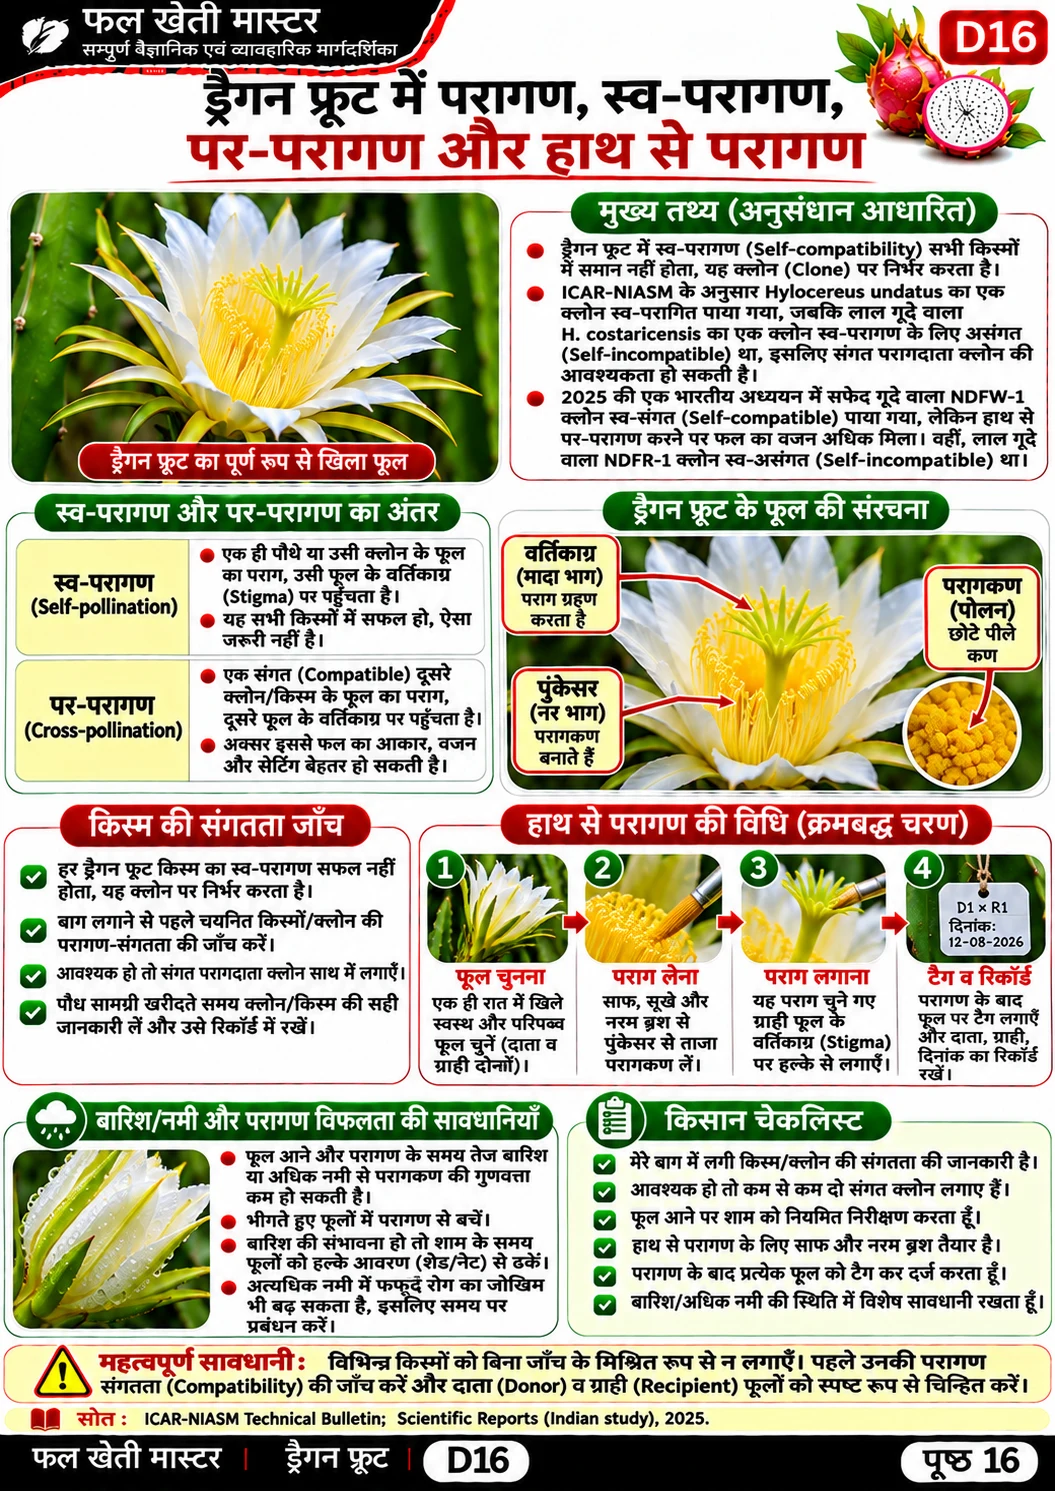 फल खेती मास्टर
सम्पुर्ण वैज्ञानिक एवं व्यावहारिक मार्गदर्शिका
D16
ड्रैगन फ्रूट में परागण, स्व-परागण,
पर-परागण और हाथ से परागण
ड्रैगन फ्रूट का पूर्ण रूप से खिला फूल
मुख्य तथ्य (अनुसंधान आधारित)
ड्रैगन फ्रूट में स्व-परागण (Self-compatibility) सभी किस्मों
में समान नहीं होता, यह क्लोन (Clone) पर निर्भर करता है।
ICAR-NIASM के अनुसार Hylocereus undatus का एक
क्लोन स्व-परागित पाया गया, जबकि लाल गूदे वाला
H. costaricensis का एक क्लोन स्व-परागण के लिए असंगत
(Self-incompatible) था, इसलिए संगत परागदाता क्लोन की
आवश्यकता हो सकती है।
2025 की एक भारतीय अध्ययन में सफेद गूदे वाला NDFW-1
क्लोन स्व-संगत (Self-compatible) पाया गया, लेकिन हाथ से
पर-परागण करने पर फल का वजन अधिक मिला। वहीं, लाल गूदे
वाला NDFR-1 क्लोन स्व-असंगत (Self-incompatible) था।
स्व-परागण और पर-परागण का अंतर
स्व-परागण
(Self-pollination)
एक ही पौधे या उसी क्लोन के फूल
का पराग, उसी फूल के वर्तिकाग्र
(Stigma) पर पहुँचता है।
यह सभी किस्मों में सफल हो, ऐसा
जरूरी नहीं है।
पर-परागण
(Cross-pollination)
एक संगत (Compatible) दूसरे
क्लोन/किस्म के फूल का पराग,
दूसरे फूल के वर्तिकाग्र पर पहुँचता है।
अक्सर इससे फल का आकार, वजन
और सेटिंग बेहतर हो सकती है।
ड्रैगन फ्रूट के फूल की संरचना
वर्तिकाग्र
(मादा भाग)
पराग ग्रहण
करता है
पुंकेसर
(नर भाग)
परागकण
बनाते हैं
परागकण
(पोलन)
छोटे पीले
कण
किस्म की संगतता जाँच
हर ड्रैगन फ्रूट किस्म का स्व-परागण सफल नहीं
होता, यह क्लोन पर निर्भर करता है।
बाग लगाने से पहले चयनित किस्मों/क्लोन की
परागण-संगतता की जाँच करें।
आवश्यक हो तो संगत परागदाता क्लोन साथ में लगाएँ।
पौध सामग्री खरीदते समय क्लोन/किस्म की सही
जानकारी लें और उसे रिकॉर्ड में रखें।
हाथ से परागण की विधि (क्रमबद्ध चरण)
1
फूल चुनना
एक ही रात में खिले
स्वस्थ और परिपक्व
फूल चुनें (दाता व
ग्राही दोनों)।
2
पराग लेना
साफ, सूखे और
नरम ब्रश से
पुंकेसर से ताजा
परागकण लें।
3
पराग लगाना
यह पराग चुने गए
ग्राही फूल के
वर्तिकाग्र (Stigma)
पर हल्के से लगाएँ।
4
D1 × R1
दिनांक:
12-08-2026
टैग व रिकॉर्ड
परागण के बाद
फूल पर टैग लगाएँ
और दाता, ग्राही,
दिनांक का रिकॉर्ड
रखें।
बारिश/नमी और परागण विफलता की सावधानियाँ
फूल आने और परागण के समय तेज बारिश
या अधिक नमी से परागकण की गुणवत्ता
कम हो सकती है।
भीगते हुए फूलों में परागण से बचें।
बारिश की संभावना हो तो शाम के समय
फूलों को हल्के आवरण (शेड/नेट) से ढकें।
अत्यधिक नमी में फफूद रोग का जोखिम
भी बढ़ सकता है, इसलिए समय पर
प्रबंधन करें।
किसान चेकलिस्ट
मेरे बाग में लगी किस्म/क्लोन की संगतता की जानकारी है।
आवश्यक हो तो कम से कम दो संगत क्लोन लगाए हैं।
फूल आने पर शाम को नियमित निरीक्षण करता हूँ।
हाथ से परागण के लिए साफ और नरम ब्रश तैयार है।
परागण के बाद प्रत्येक फूल को टैग कर दर्ज करता हूँ।
बारिश/अधिक नमी की स्थिति में विशेष सावधानी रखता हूँ।
महत्वपूर्ण सावधानी : विभिन्न किस्मों को बिना जाँच के मिश्रित रूप से न लगाएँ। पहले उनकी परागण
संगतता (Compatibility) की जाँच करें और दाता (Donor) व ग्राही (Recipient) फूलों को स्पष्ट रूप से चिन्हित करें।
सोत : ICAR-NIASM Technical Bulletin; Scientific Reports (Indian study), 2025.
फल खेती मास्टर | ड्रैगन फ्रूट | D16
पृष्ठ 16